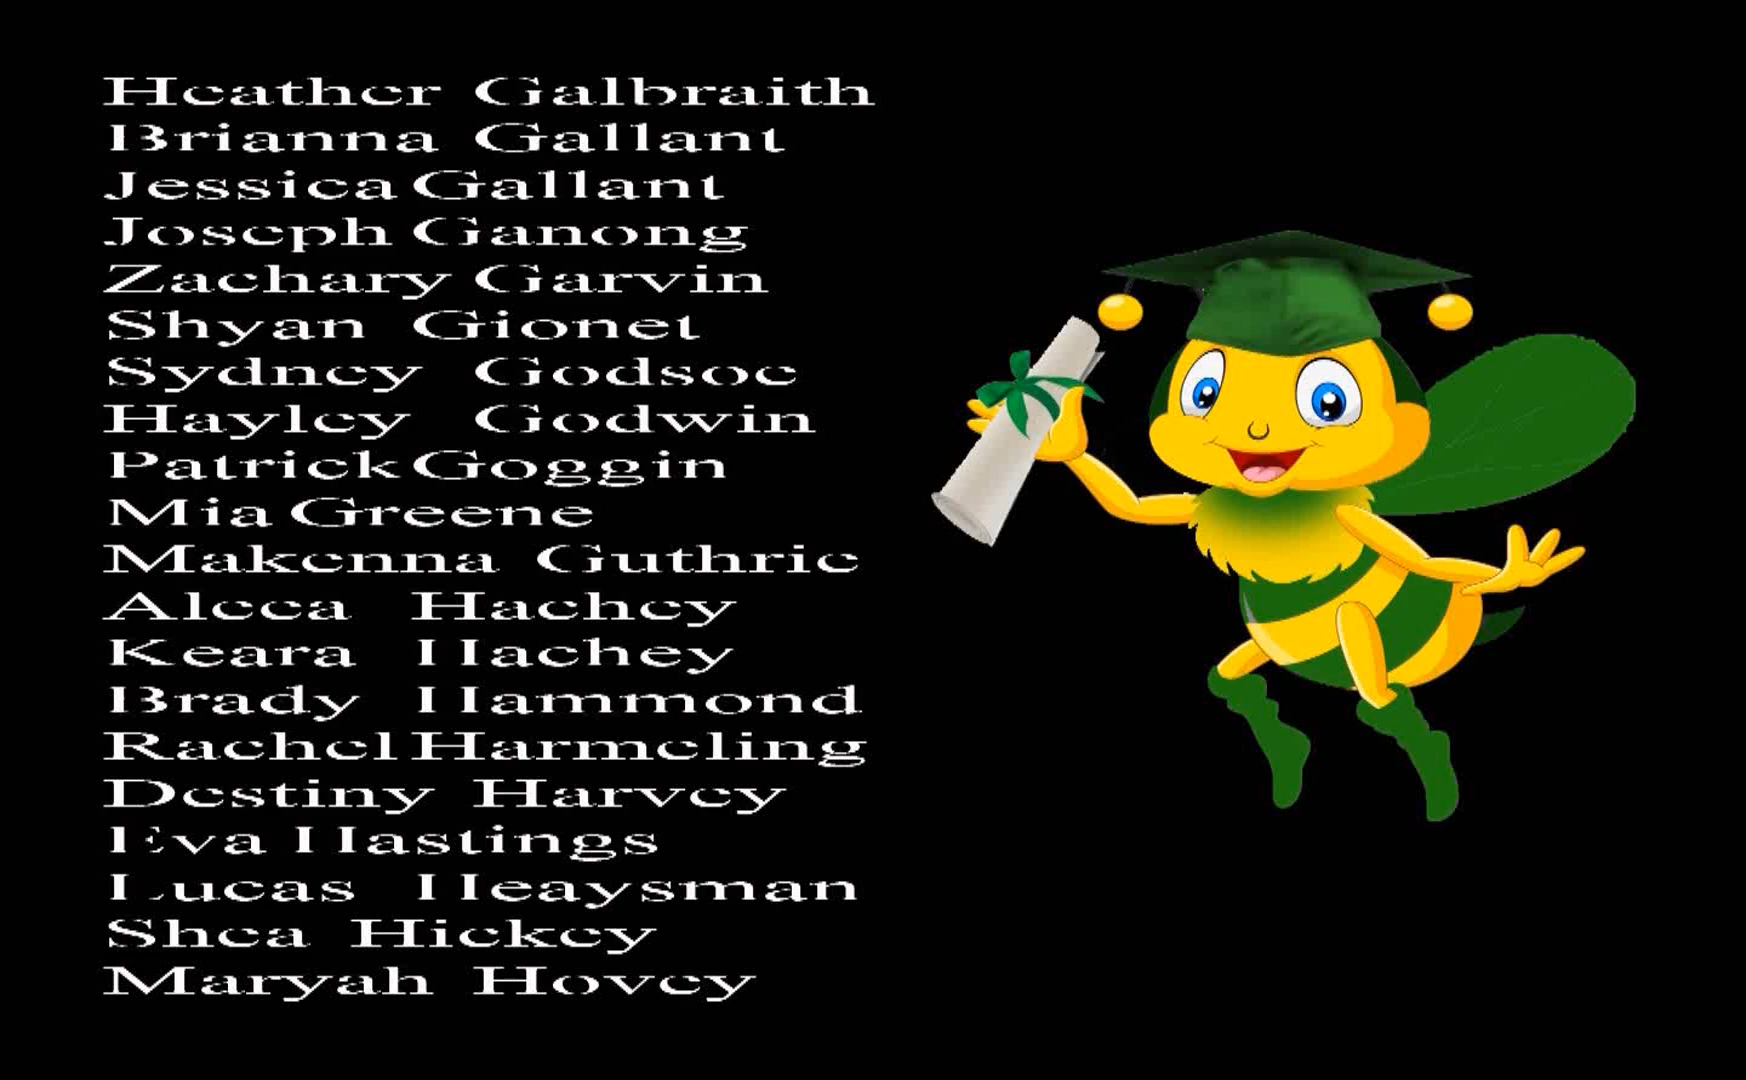 Heather Galbraith
Brianna Gallant
Jessica Gallant
Joseph Ganong
Zachary Garvin
Shyan Gionet
Sydney Godsoe
Hayley Godwin
Patrick Goggin
Mia Greene
Makenna Guthrie
Aleea Hachey
Keara Hachey
Brady Hammond
Rachel Harmeling
Destiny Harvey
Eva Hastings
Lucas Heaysman
Shea Hickey
Maryah Hovey